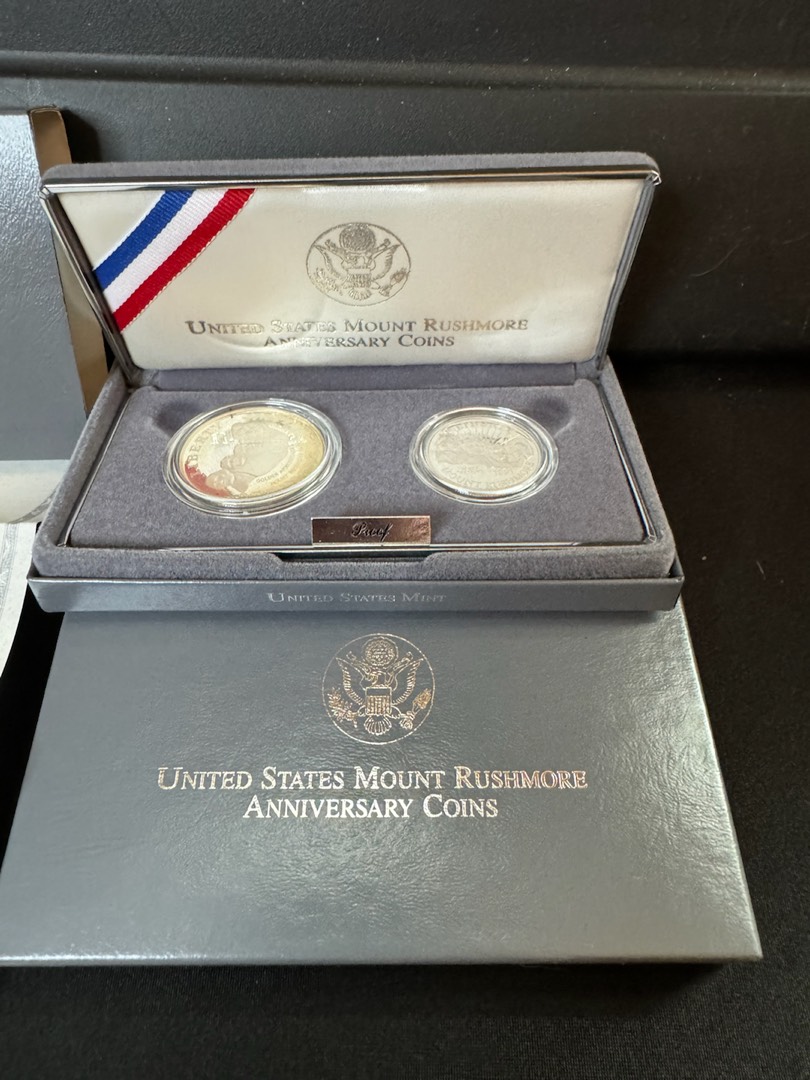 United States Mount Rushmore
Anniversary Coins
Proof
United States Mint
United States Mount Rushmore
Anniversary Coins